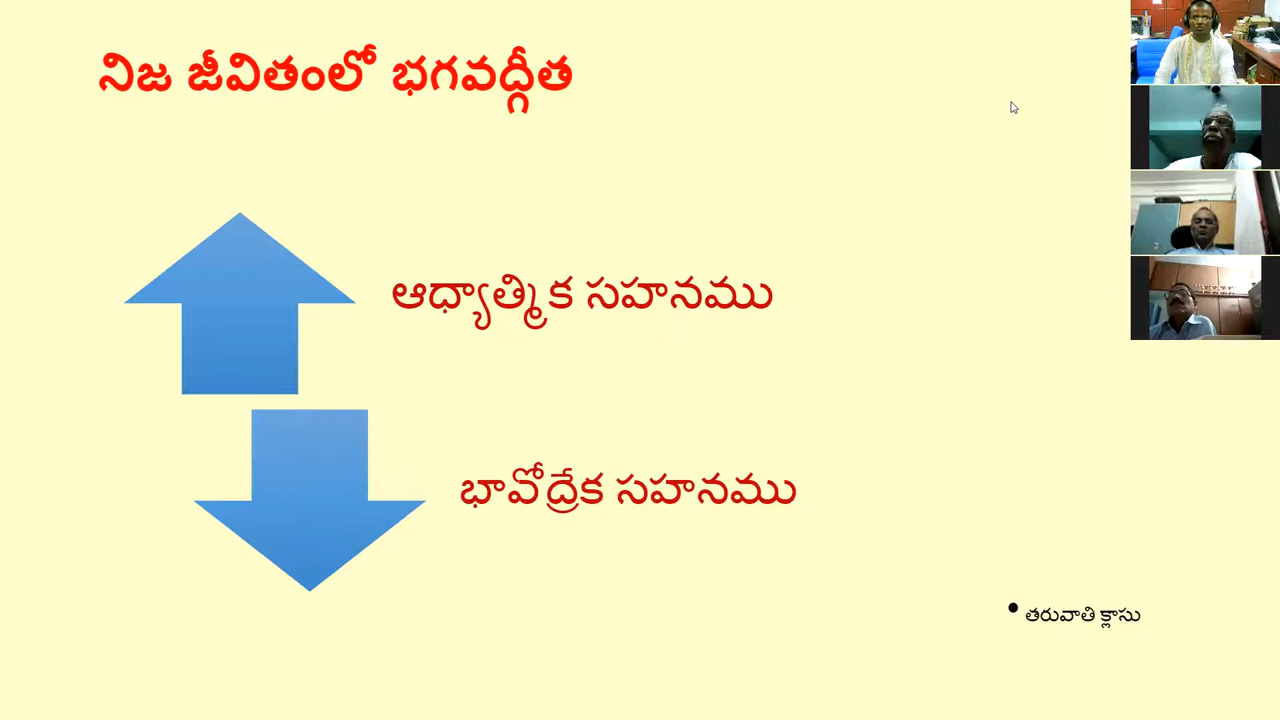 నిజ జీవితంలో భగవద్గీత
ఆధ్యాత్మిక సహనము
భావోద్రేక సహనము
• తరువాతి క్లాసు